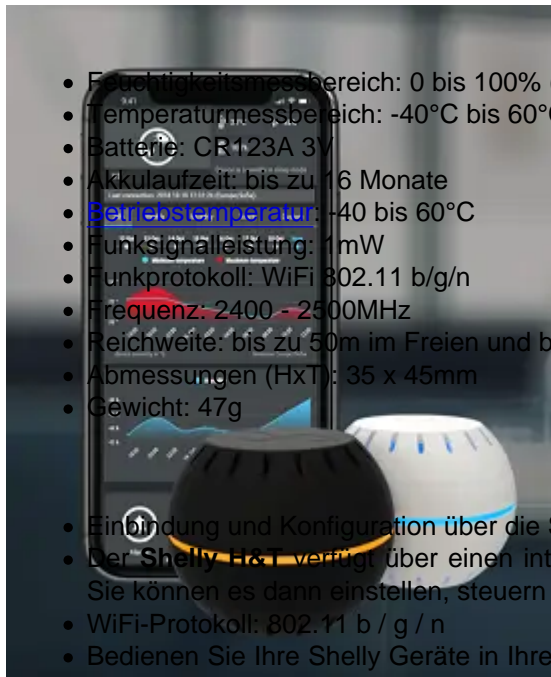 Feuchtigkeitsmessbereich: 0 bis 100%
Temperaturmessbereich: -40°C bis 60°
Batterie: CR123A 3V
Akkulaufzeit: bis zu 16 Monate
Betriebstemperatur: -40 bis 60°C
Funksignalleistung: 1mW
Funkprotokoll: WiFi 802.11 b/g/n
Frequenz: 2400 - 2500MHz
Reichweite: bis zu 50m im Freien und b
Abmessungen (HxT): 35 x 45mm
Gewicht: 47g
Einbindung und Konfiguration über die
Der Shelly H&T verfügt über einen int
Sie können es dann einstellen, steuern
WiFi-Protokoll: 802.11 b / g / n
Bedienen Sie Ihre Shelly Geräte in Ihre